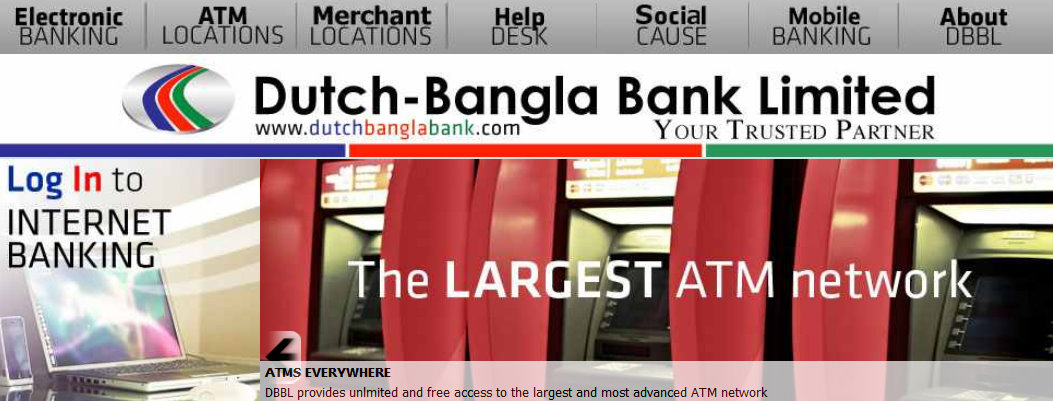 Electronic
BANKING
ATM
LOCATIONS
Merchant
LOCATIONS
Help
DESK
Social
CAUSE
Mobile
BANKING
About
DBBL
Dutch-Bangla Bank Limited
www.dutchbanglabank.com
YOUR TRUSTED PARTNER
Log In to
INTERNET
BANKING
The LARGEST ATM network
ATMS EVERYWHERE
DBBL provides unlmited and free access to the largest and most advanced ATM network